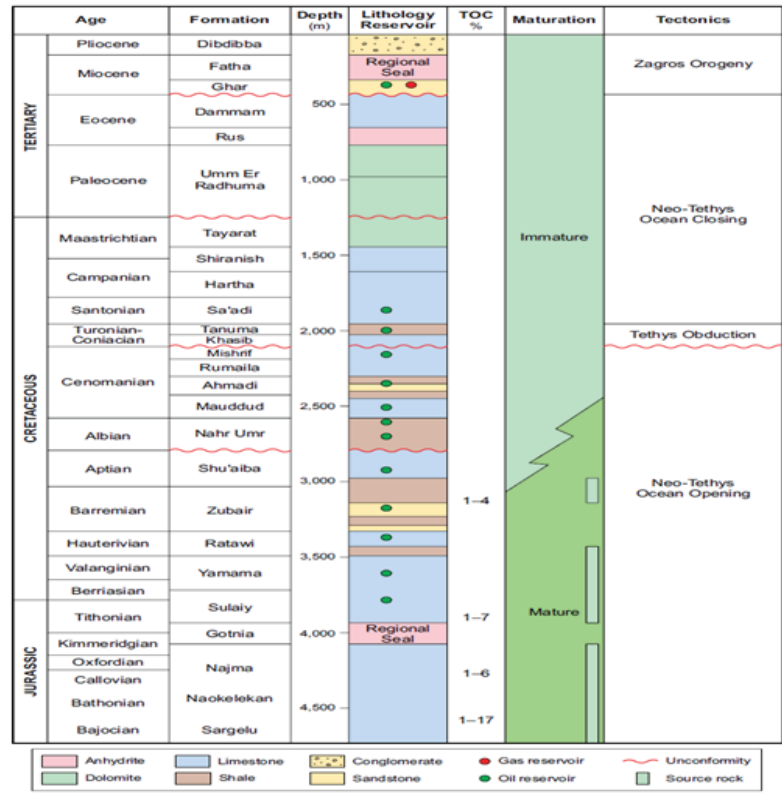 Age
Formation
Depth
(m)
Lithology
Reservoir
TOC
%
Maturation
Tectonics
TERTIARY
CRETACEOUS
JURASSIC
Pliocene
Miocene
Eocene
Paleocene
Maastrichtian
Campanian
Santonian
Turonian-
Coniacian
Cenomanian
Albian
Aptian
Barremian
Hauterivian
Valanginian
Berriasian
Tithonian
Kimmeridgian
Oxfordian
Callovian
Bathonian
Bajocian
Dibdibba
Fatha
Ghar
Dammam
Rus
Umm Er
Radhuma
Tayarat
Shiranish
Hartha
Sa'adi
Tanuma
Khasib
Mishrif
Rumaila
Ahmadi
Mauddud
Nahr Umr
Shu'aiba
Zubair
Ratawi
Yamama
Sulaiy
Gotnia
Najma
Naokelekan
Sargelu
500
1,000
1,500
2,000
2,500
3,000
3,500
4,000
4,500
Regional
Seal
Regional
Seal
1–4
1–7
1–6
1–17
Immature
Mature
Zagros Orogeny
Neo-Tethys
Ocean Closing
Tethys Obduction
Neo-Tethys
Ocean Opening
Anhydrite
Limestone
Conglomerate
Gas reservoir
Unconformity
Dolomite
Shale
Sandstone
Oil reservoir
Source rock